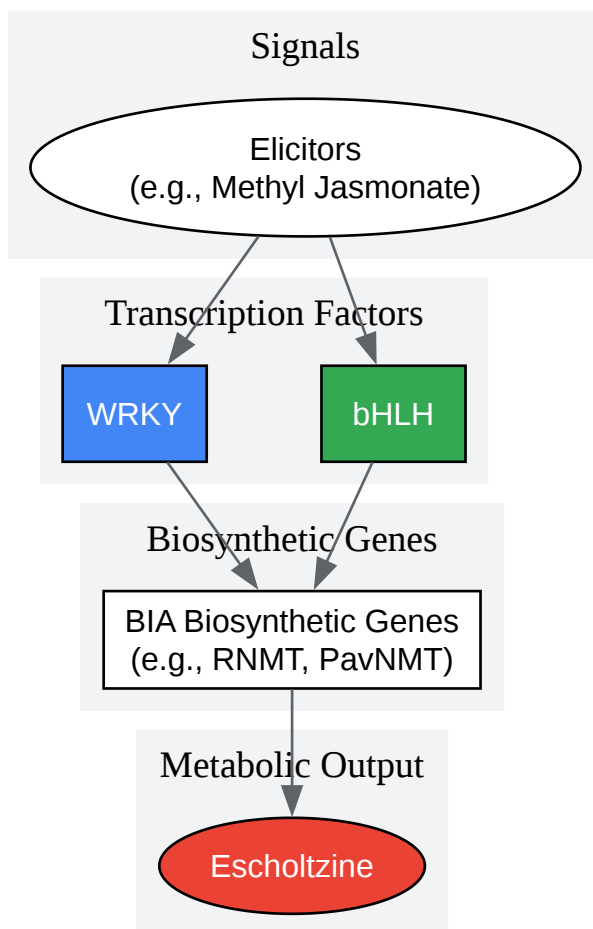 Signals
Elicitors
(e.g., Methyl Jasmonate)
Transcription Factors
WRKY
bHLH
Biosynthetic Genes
BIA Biosynthetic Genes
(e.g., RNMT, PavNMT)
Metabolic Output
Escholtzine